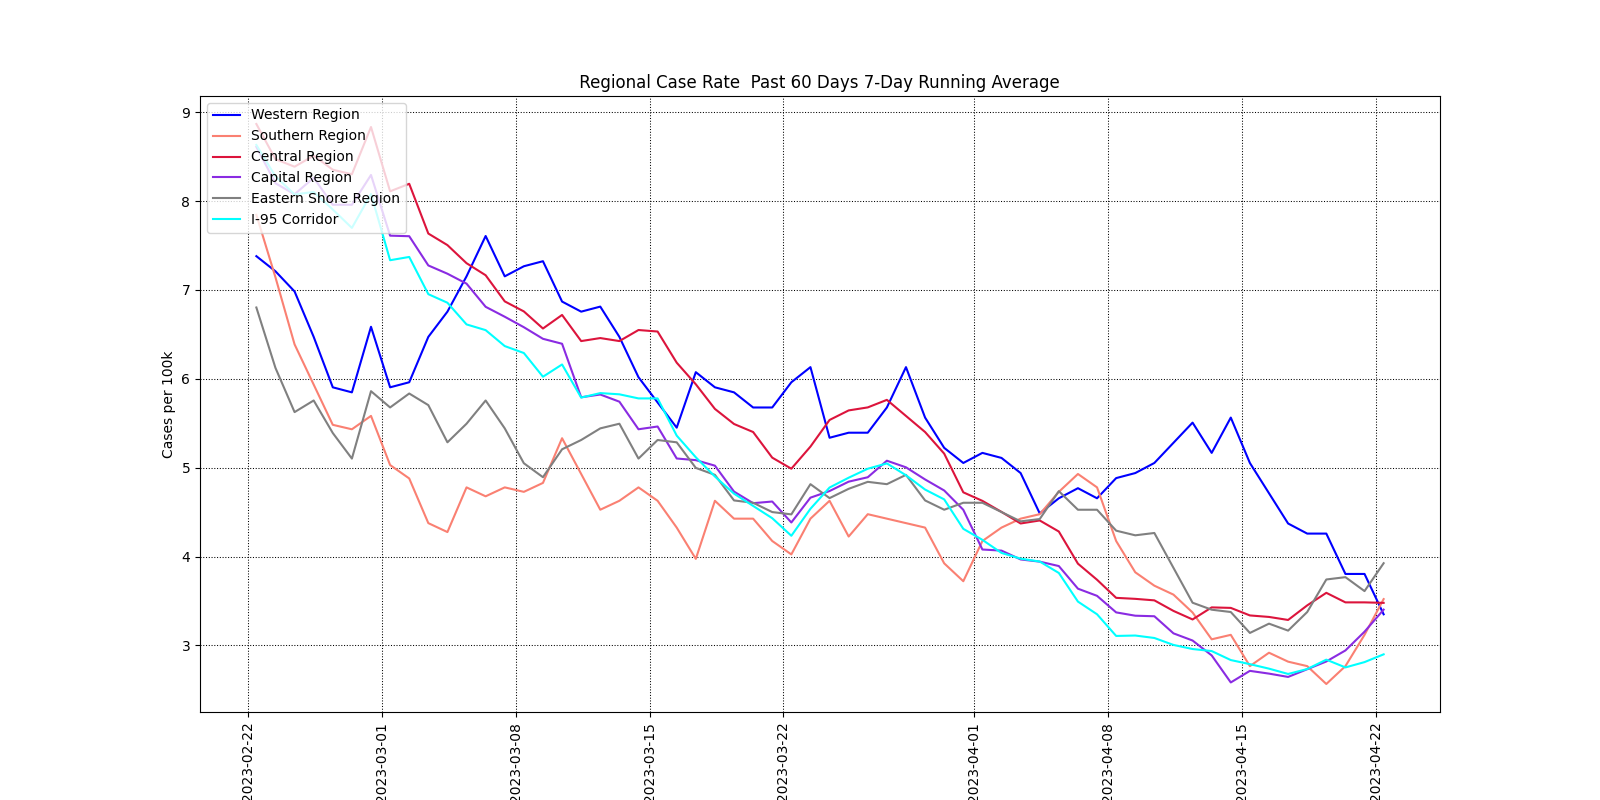 Regional Case Rate  Past 60 Days 7-Day Running Average
Western Region
Southern Region
Central Region
Capital Region
Eastern Shore Region
I-95 Corridor
Cases per 100k
9
8
7
6
5
4
3
2023-02-22
2023-03-01
2023-03-08
2023-03-15
2023-03-22
2023-04-01
2023-04-08
2023-04-15
2023-04-22